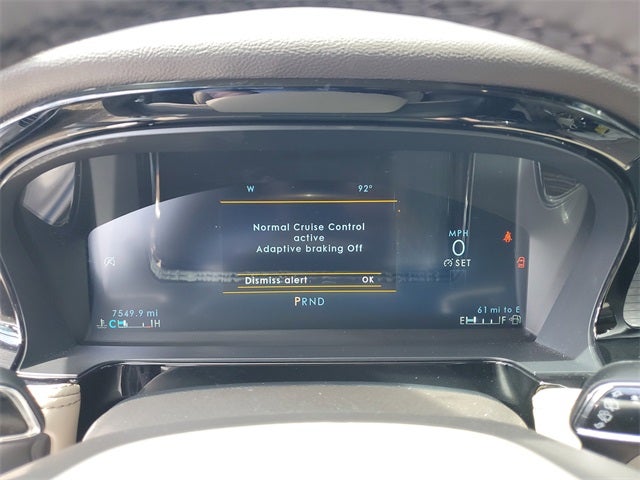 W 92°
Normal Cruise Control
active
Adaptive braking Off
MPH
0
SET
Dismiss alert OK
PRND
7549.9 mi 61 mi to E
C H E F